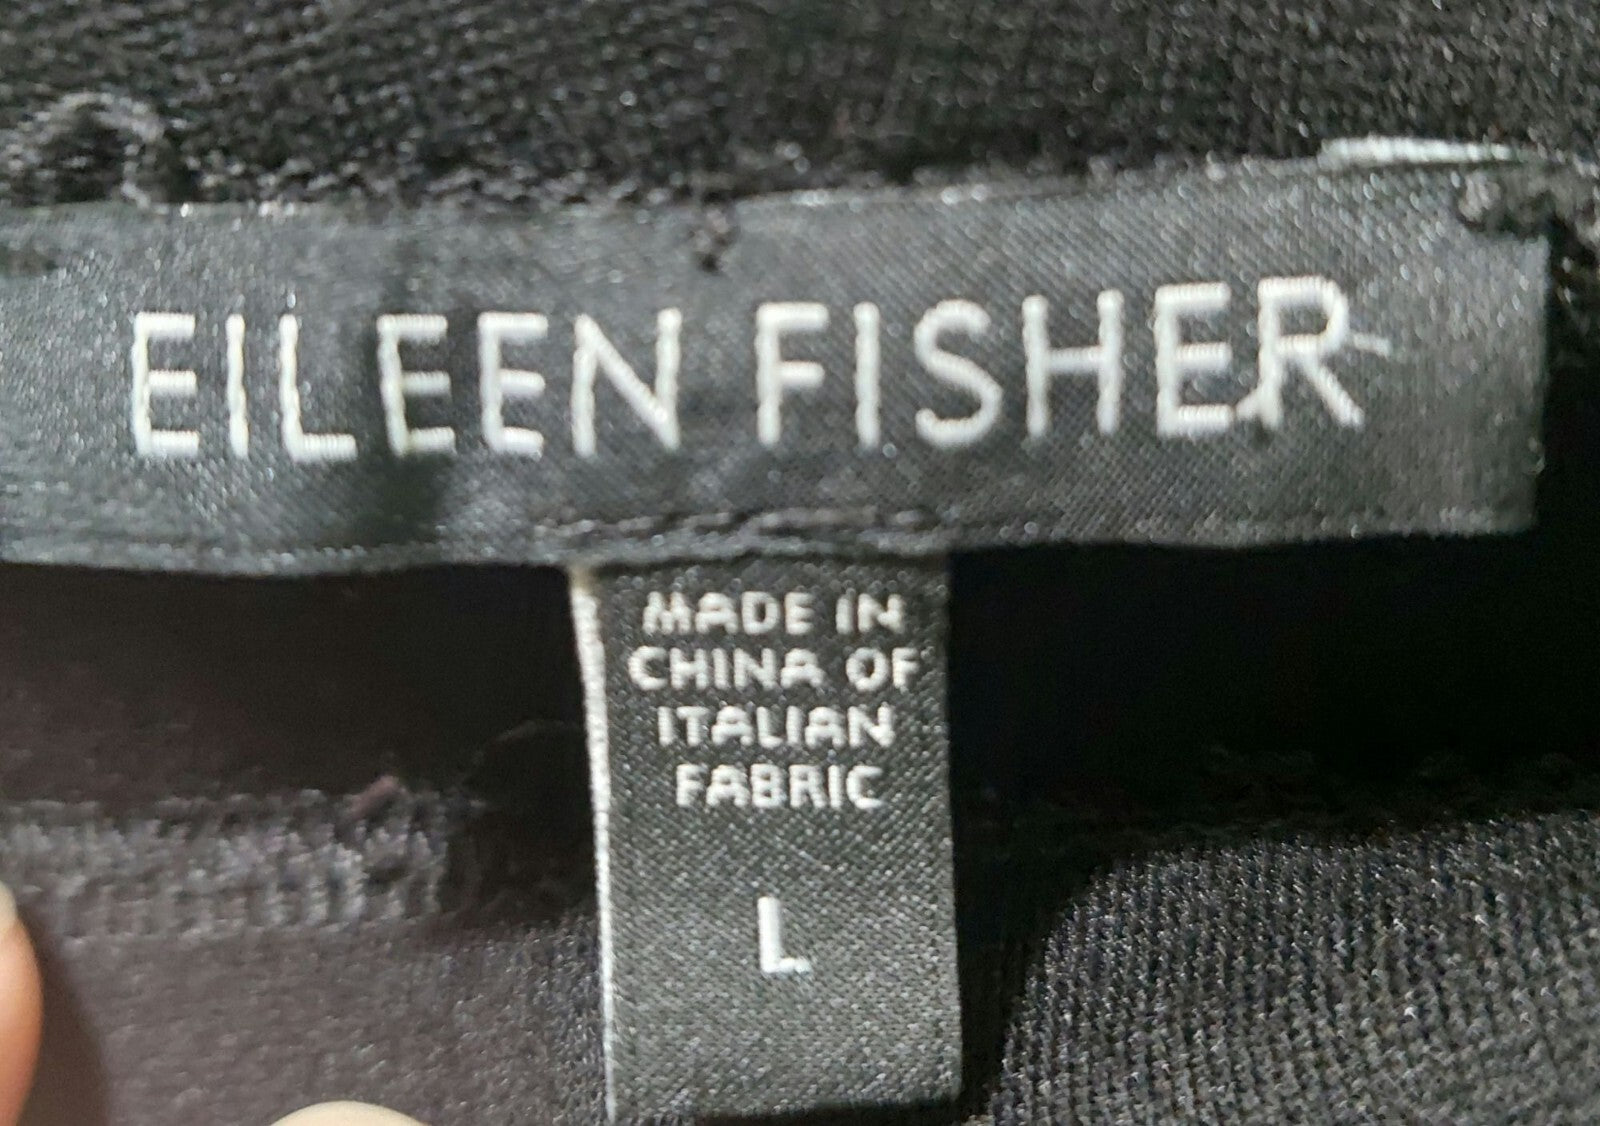 EILEEN FISHER
MADE IN
CHINA OF
ITALIAN
FABRIC
L